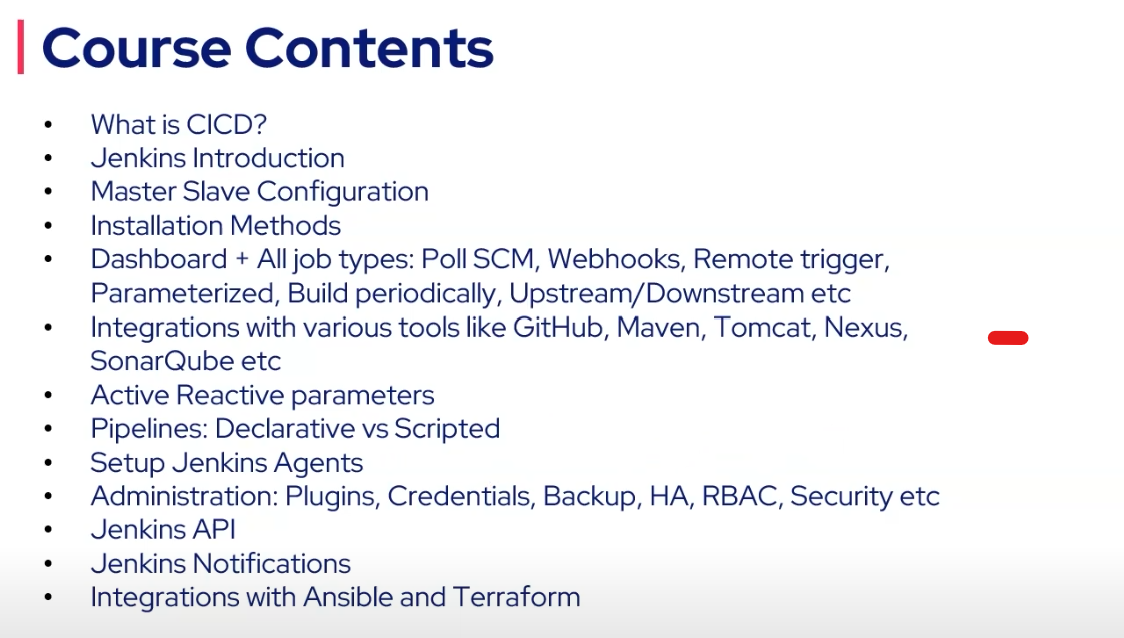 Course Contents
• What is CICD?
• Jenkins Introduction
• Master Slave Configuration
• Installation Methods
• Dashboard + All job types: Poll SCM, Webhooks, Remote trigger,
Parameterized, Build periodically, Upstream/Downstream etc
• Integrations with various tools like GitHub, Maven, Tomcat, Nexus,
SonarQube etc
• Active Reactive parameters
• Pipelines: Declarative vs Scripted
• Setup Jenkins Agents
• Administration: Plugins, Credentials, Backup, HA, RBAC, Security etc
• Jenkins API
• Jenkins Notifications
• Integrations with Ansible and Terraform